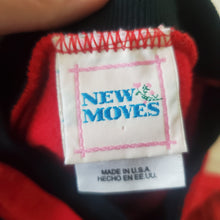 NEW
MOVES
MADE IN U.S.A.
HECHO EN EE.UU.